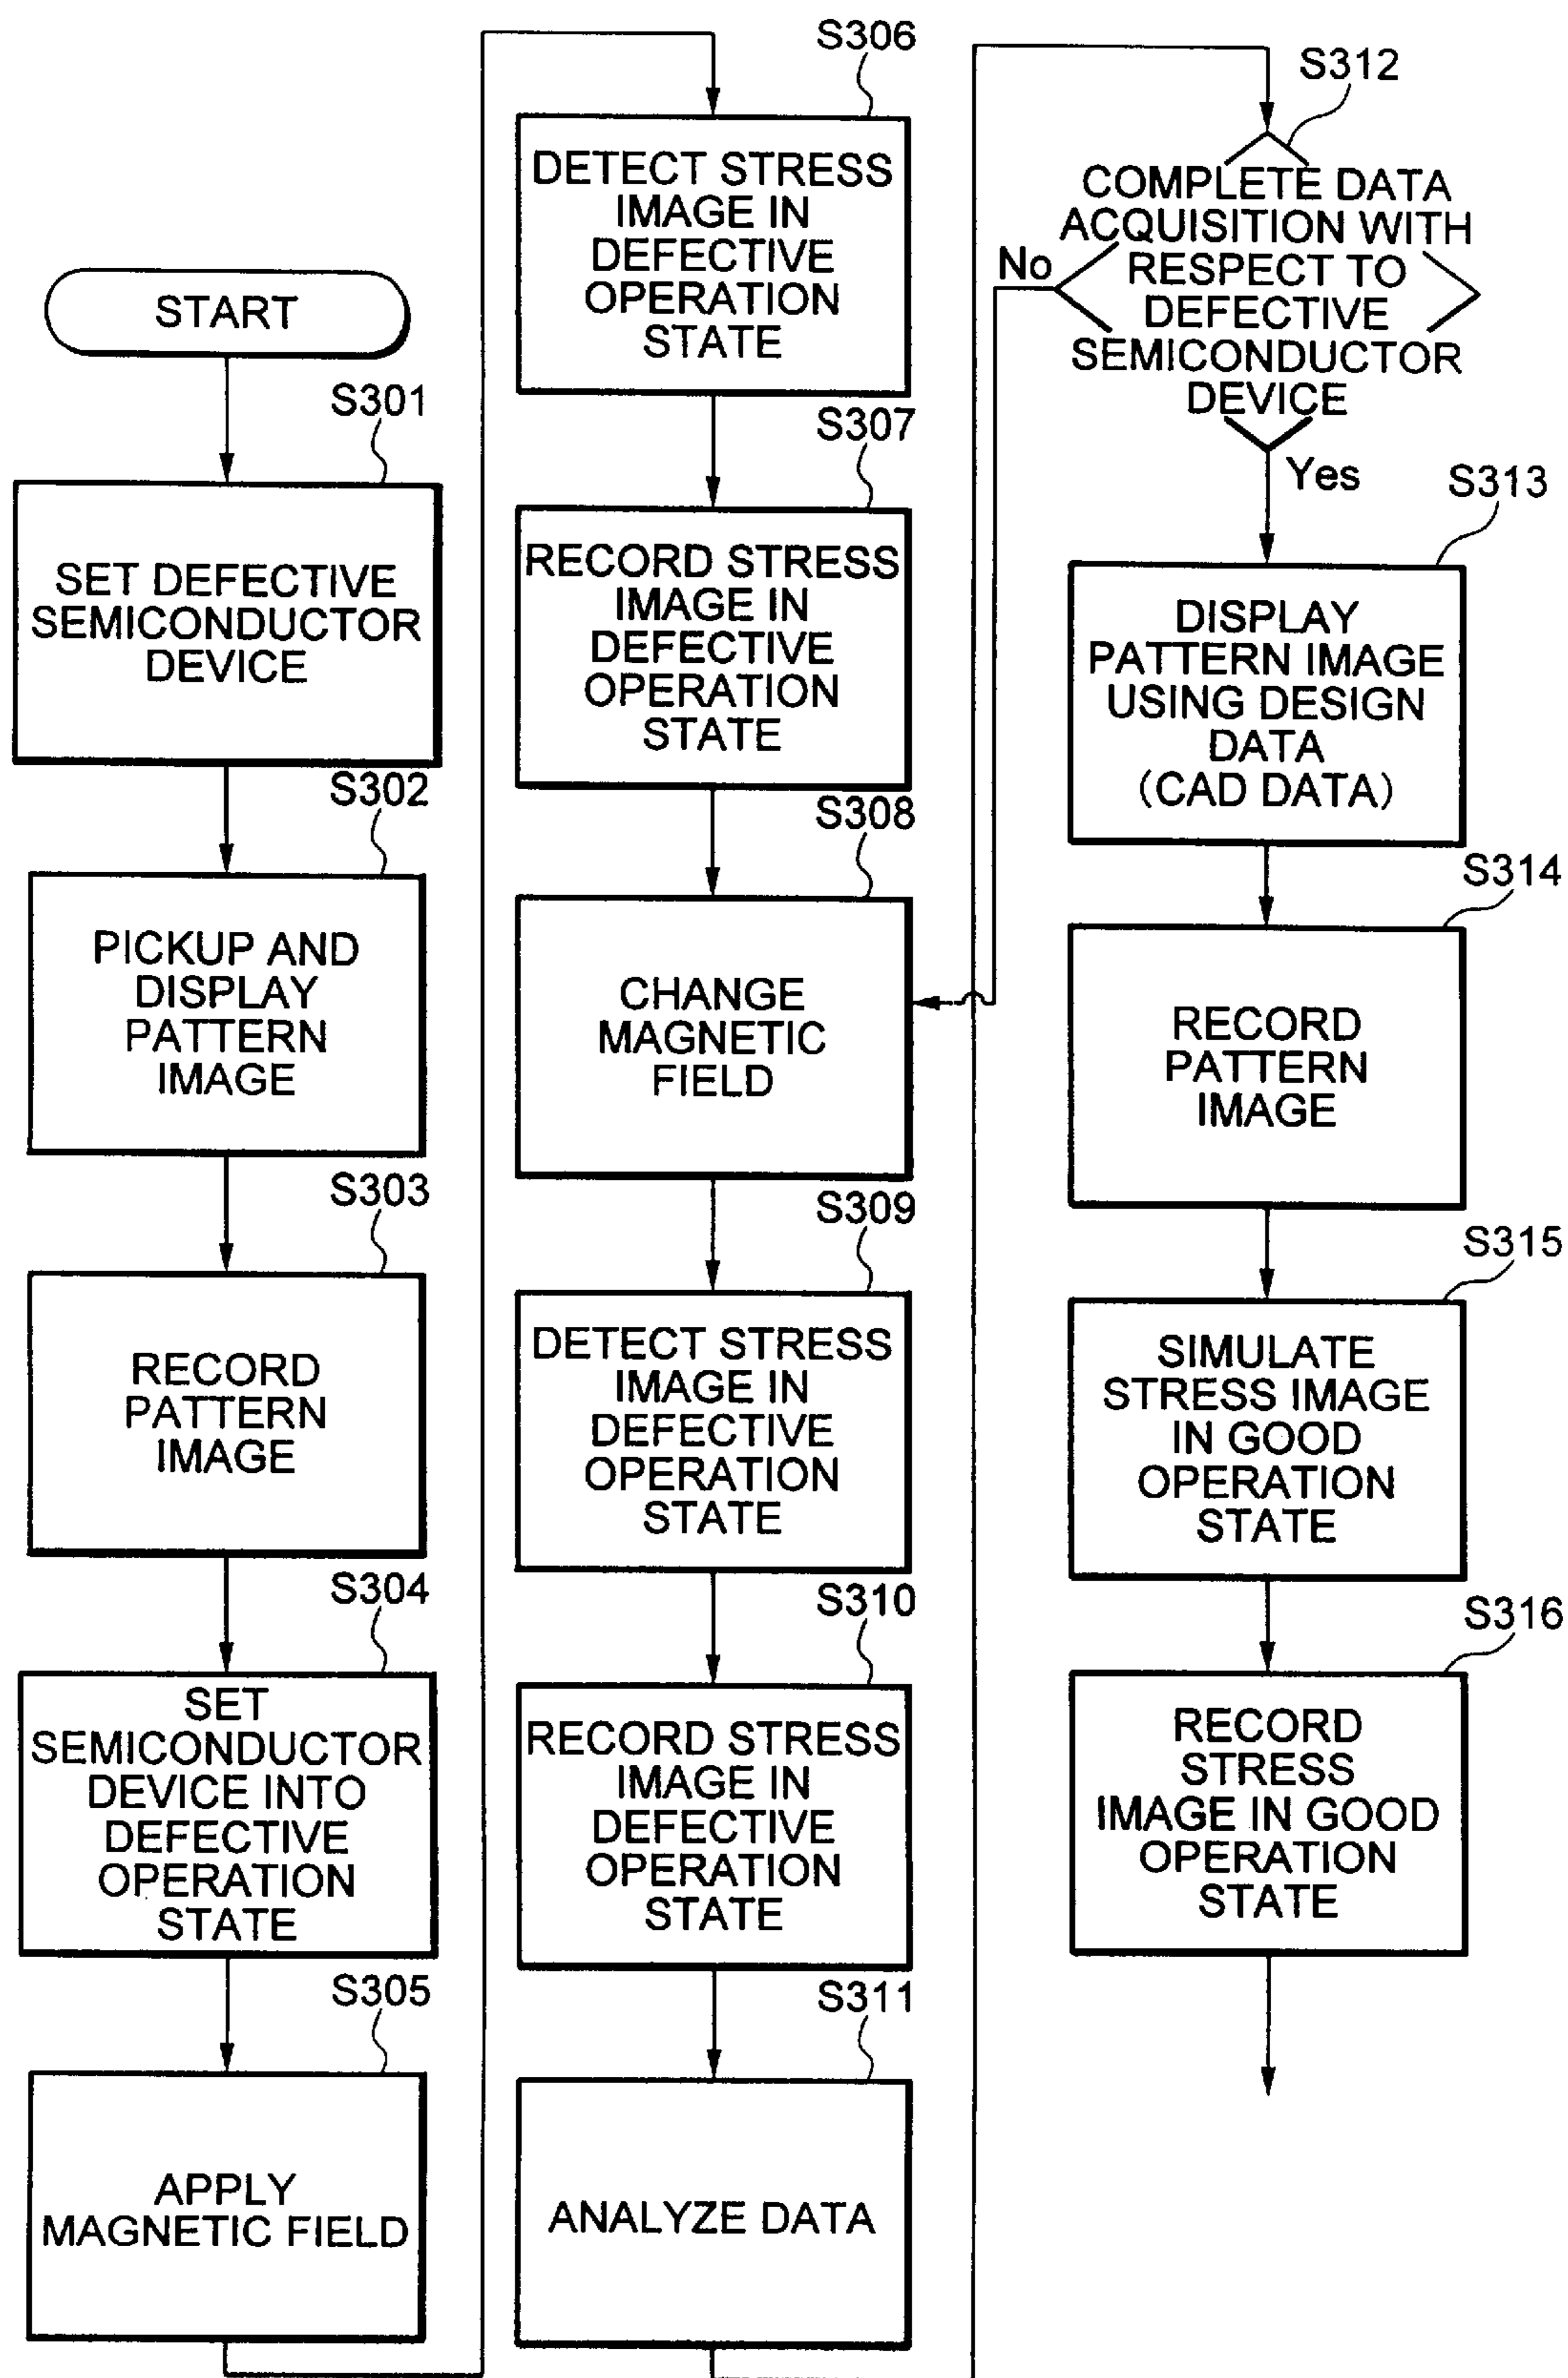 START
S301
SET DEFECTIVE
SEMICONDUCTOR
DEVICE
S302
PICKUP AND
DISPLAY
PATTERN
IMAGE
S303
RECORD
PATTERN
IMAGE
S304
SET
SEMICONDUCTOR
DEVICE INTO
DEFECTIVE
OPERATION
STATE
S305
APPLY
MAGNETIC FIELD
S306
DETECT STRESS
IMAGE IN
DEFECTIVE
OPERATION
STATE
S307
RECORD STRESS
IMAGE IN
DEFECTIVE
OPERATION
STATE
S308
CHANGE
MAGNETIC
FIELD
S309
DETECT STRESS
IMAGE IN
DEFECTIVE
OPERATION
STATE
S310
RECORD STRESS
IMAGE IN
DEFECTIVE
OPERATION
STATE
S311
ANALYZE DATA
S312
COMPLETE DATA
ACQUISITION WITH
RESPECT TO
DEFECTIVE
SEMICONDUCTOR
DEVICE
No
Yes
S313
DISPLAY
PATTERN IMAGE
USING DESIGN
DATA
(CAD DATA)
S314
RECORD
PATTERN
IMAGE
S315
SIMULATE
STRESS IMAGE
IN GOOD
OPERATION
STATE
S316
RECORD
STRESS
IMAGE IN GOOD
OPERATION
STATE